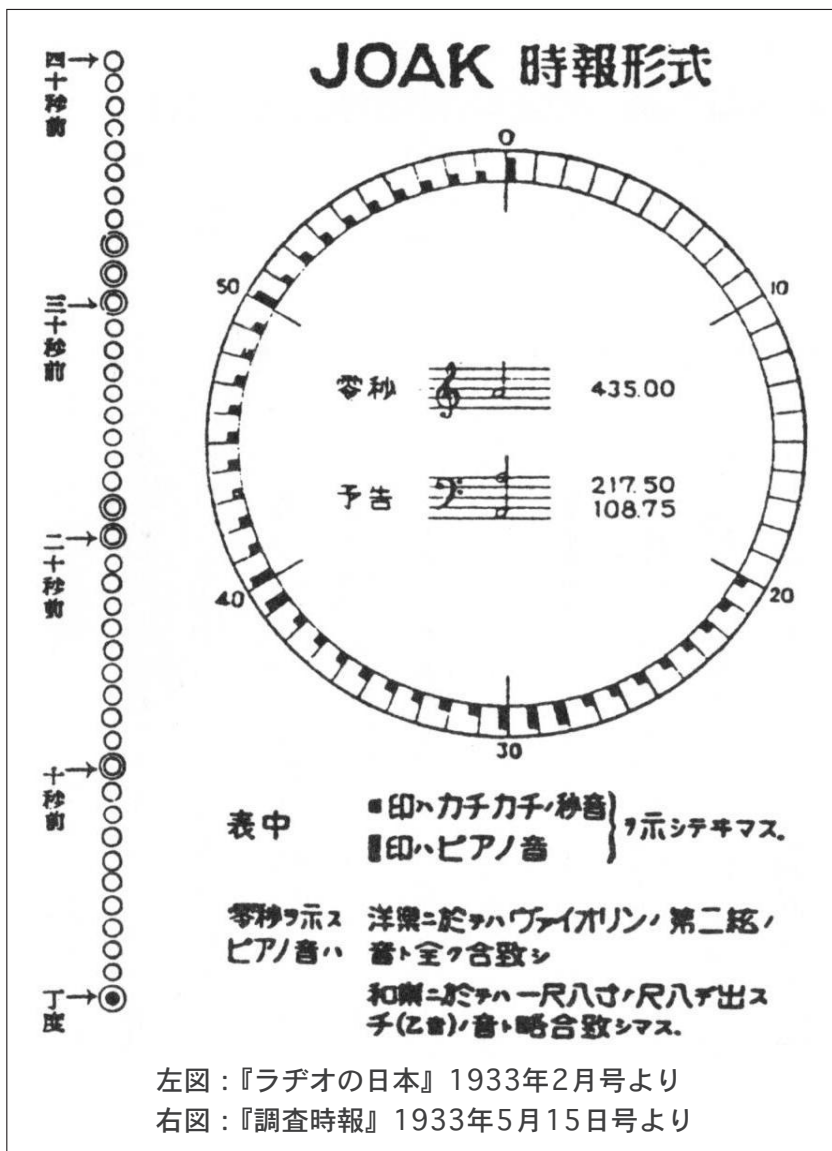 JOAK 時報形式
四十秒前
三十秒前
二十秒前
十秒前
丁度
0
10
20
30
40
50
零秒 435.00
予告 217.50
108.75
表中
■印ハカチカチノ秒音
▮印ハピアノ音
ヲ示シテヰマス。
零秒ヲ示ス
ピアノ音ハ
洋楽ニ於テハヴァイオリンノ第二絃ノ
音ト全ク合致シ
和楽ニ於テハ一尺八寸ノ尺八デ出ス
チ(乙音)ノ音ト略合致シマス。
左図：『ラヂオの日本』1933年2月号より
右図：『調査時報』1933年5月15日号より